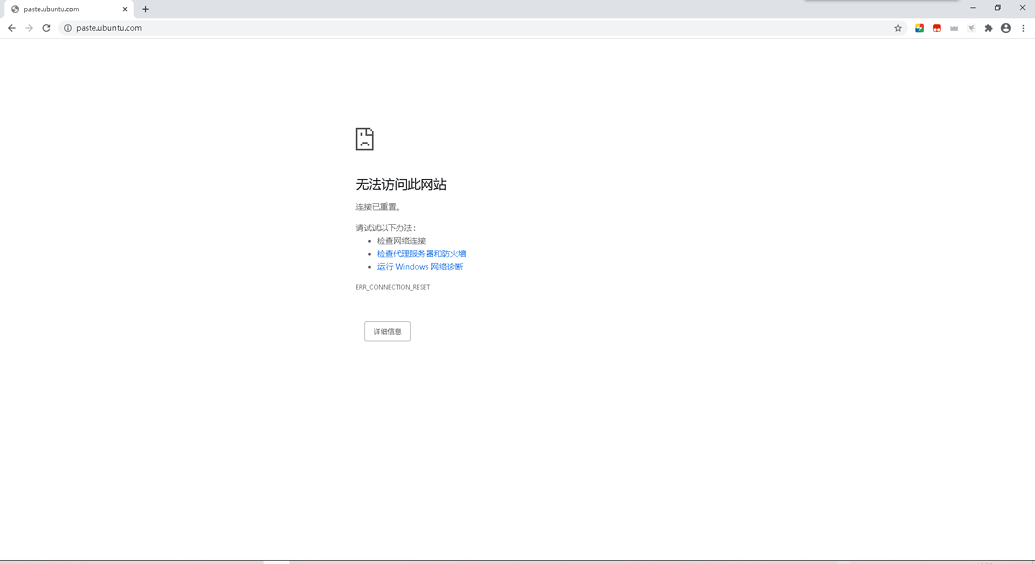 paste.ubuntu.com
paste.ubuntu.com
无法访问此网站
连接已重置。
请试试以下办法：
检查网络连接
检查代理服务器和防火墙
运行 Windows 网络诊断
ERR_CONNECTION_RESET
详细信息